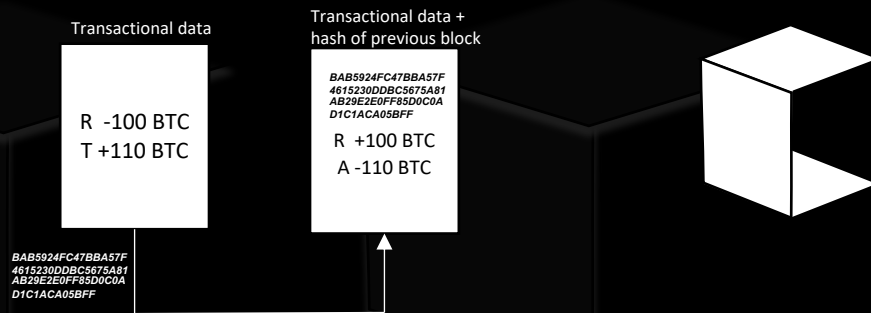 Transactional data
R -100 BTC
T +110 BTC
BAB5924FC47BBA57F
4615230DDBC5675A81
AB29E2E0FF85D0C0A
D1C1ACA05BFF
Transactional data +
hash of previous block
BAB5924FC47BBA57F
4615230DDBC5675A81
AB29E2E0FF85D0C0A
D1C1ACA05BFF
R +100 BTC
A -110 BTC